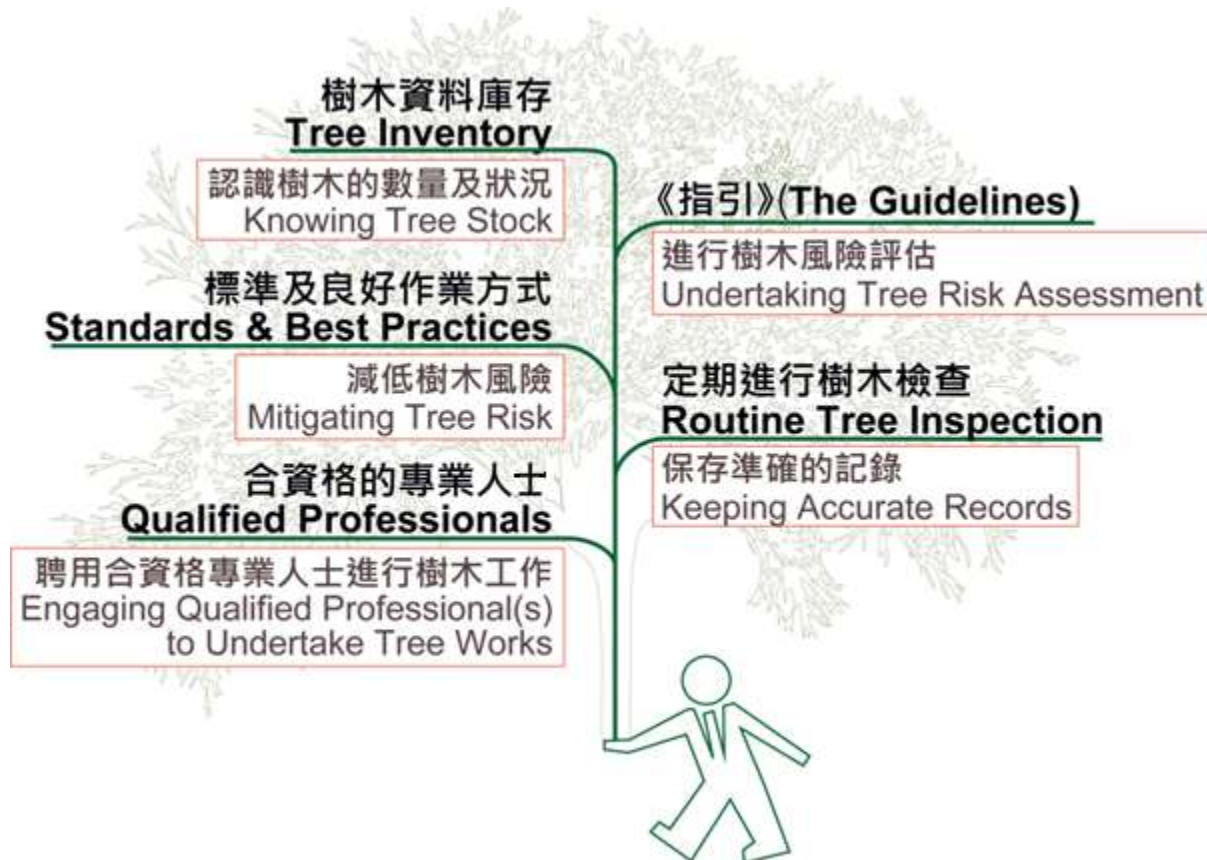 樹木資料庫存
Tree Inventory
認識樹木的數量及狀況
Knowing Tree Stock
《指引》(The Guidelines)
進行樹木風險評估
Undertaking Tree Risk Assessment
標準及良好作業方式
Standards & Best Practices
減低樹木風險
Mitigating Tree Risk
定期進行樹木檢查
Routine Tree Inspection
保存準確的記錄
Keeping Accurate Records
合資格的專業人士
Qualified Professionals
聘用合資格專業人士進行樹木工作
Engaging Qualified Professional(s)
to Undertake Tree Works